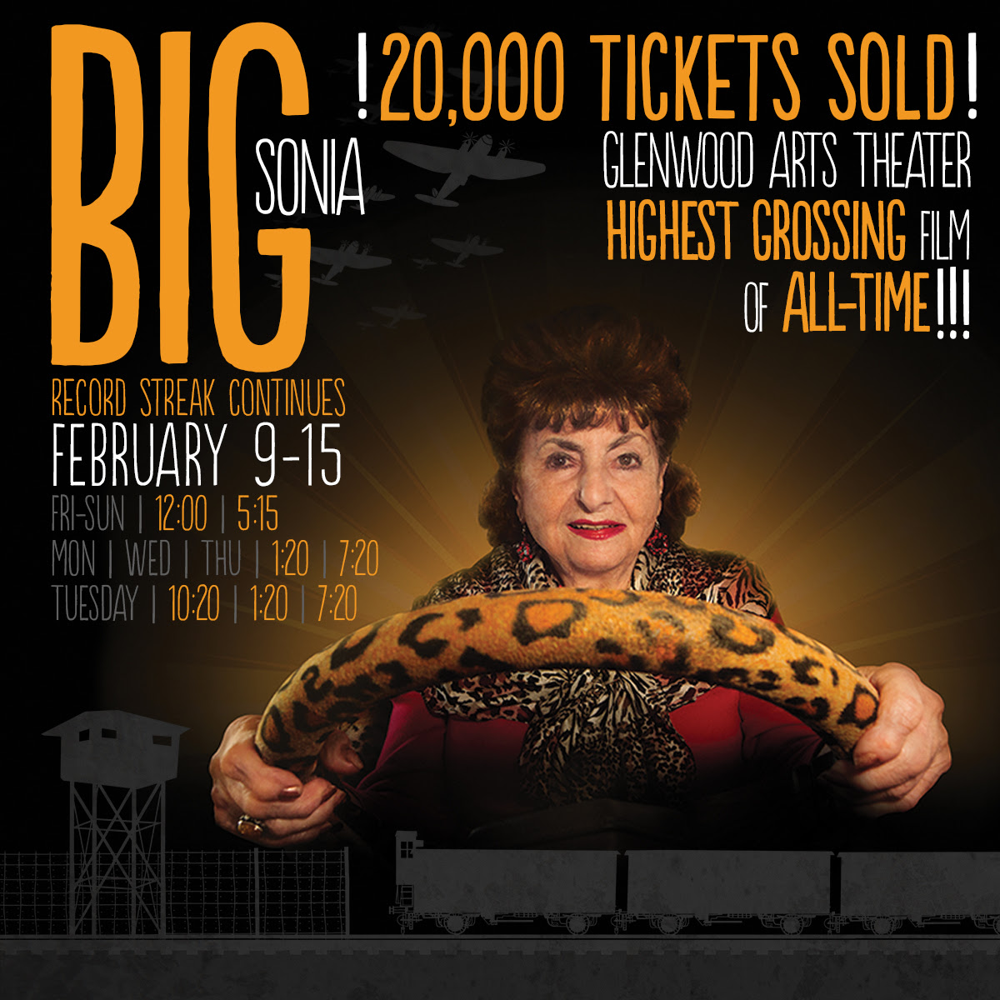 BIG
SONIA
!20,000 TICKETS SOLD!
GLENWOOD ARTS THEATER
HIGHEST GROSSING FILM
OF ALL-TIME!!!
RECORD STREAK CONTINUES
FEBRUARY 9-15
FRI-SUN | 12:00 | 5:15
MON | WED | THU | 1:20 | 7:20
TUESDAY | 10:20 | 1:20 | 7:20